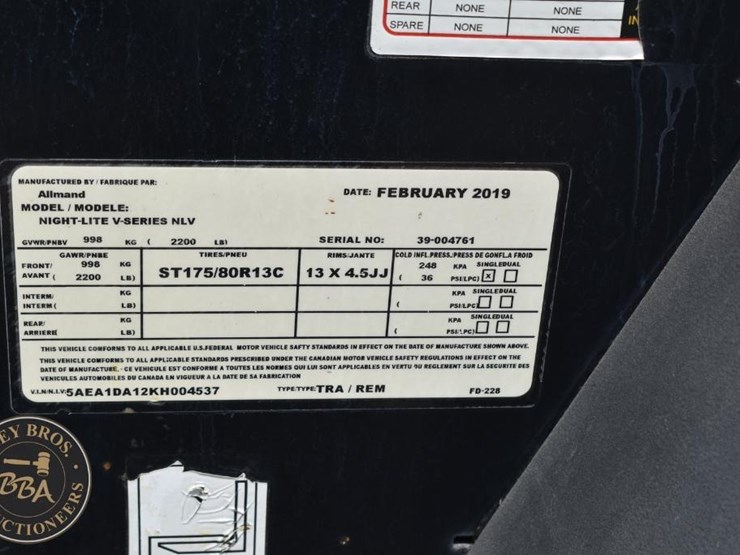 REAR NONE NONE
SPARE NONE NONE
MANUFACTURED BY / FABRIQUE PAR:
Allmand
DATE: FEBRUARY 2019
MODEL / MODELE:
NIGHT-LITE V-SERIES NLV
GVWR/PNBV 998 KG ( 2200 LB) SERIAL NO: 39-004761
GAWR/PNBE TIRES/PNEU RIMS/JANTE COLD INFL.PRESS./PRESS DE GONFLA FROID
FRONT/ 998 KG ST175/80R13C 13 X 4.5JJ 248 KPA SINGLE DUAL
AVANT ( 2200 LB) ( 36 PSI/LPC) X
INTERM/ KG KPA SINGLE DUAL
INTERM ( LB) ( PSI/LPC)
REAR/ KG KPA SINGLE DUAL
ARRIERE LB) ( PSI/LPC)
THIS VEHICLE CONFORMS TO ALL APPLICABLE U.S.FEDERAL MOTOR VEHICLE SAFTY STANDARDS IN EFFECT ON THE DATE OF MANUFACTURE SHOWN ABOVE.
THIS VEHICLE COMFORMS TO ALL APPLICABLE STANDARDS PRESCRIBED UNDER THE CANADIAN MOTOR VEHICLE SAFETY REGULATIONS IN EFFECT ON THE
DATE OF MANUFACTURE, - CE VEHICULE EST CONFORME A TOUTES LES NORMES QUI LUI SONT APPLICABLES EN VERTU 9U REGLEMENT SUR LA SECURITE DES
VEHICULES AUTOMOBILES DU CANADA EN VIGUEUR A LA DATE DE SA FABRICATION
V.I.N/N.I.V: 5AEA1DA12KH004537 TYPE/TYPE: TRA / REM FD-228
EY BROS.
BBA
CTIONEERS